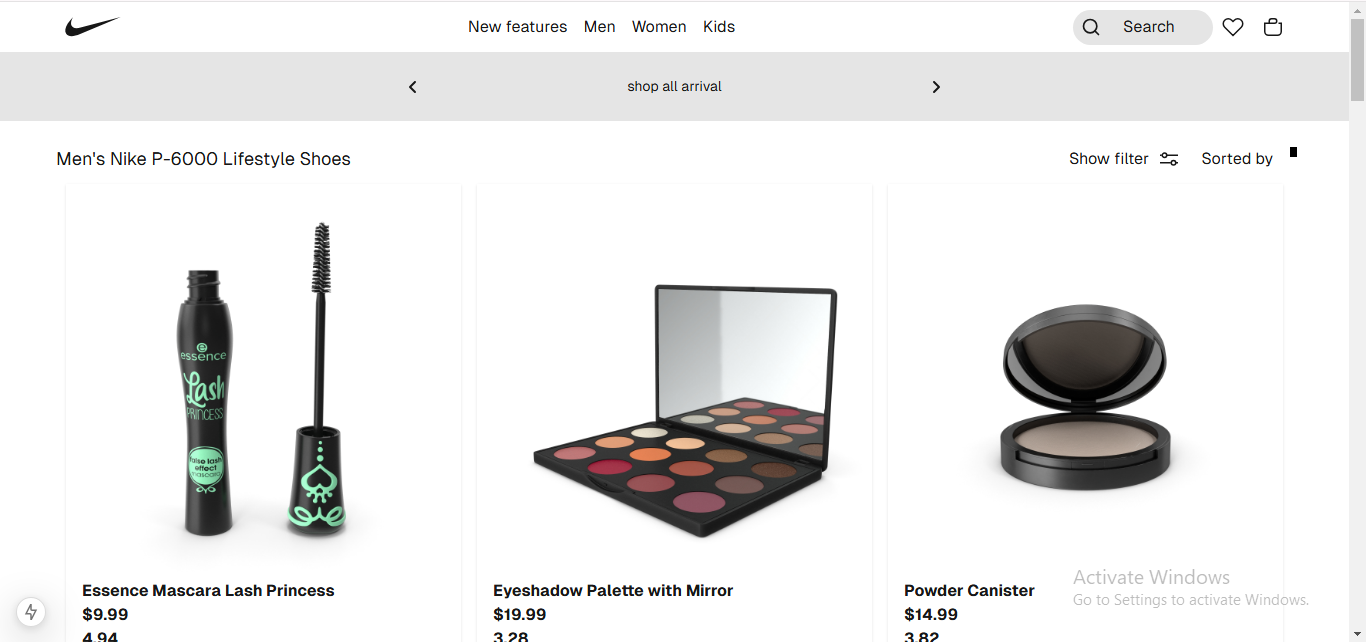 New features Men Women Kids
Search
shop all arrival
Men's Nike P-6000 Lifestyle Shoes
Show filter Sorted by
essence
Lash
PRINCESS
false lash
effect
mascara
Essence Mascara Lash Princess
$9.99
4.94
Eyeshadow Palette with Mirror
$19.99
3.28
Powder Canister
$14.99
3.82
Activate Windows
Go to Settings to activate Windows.